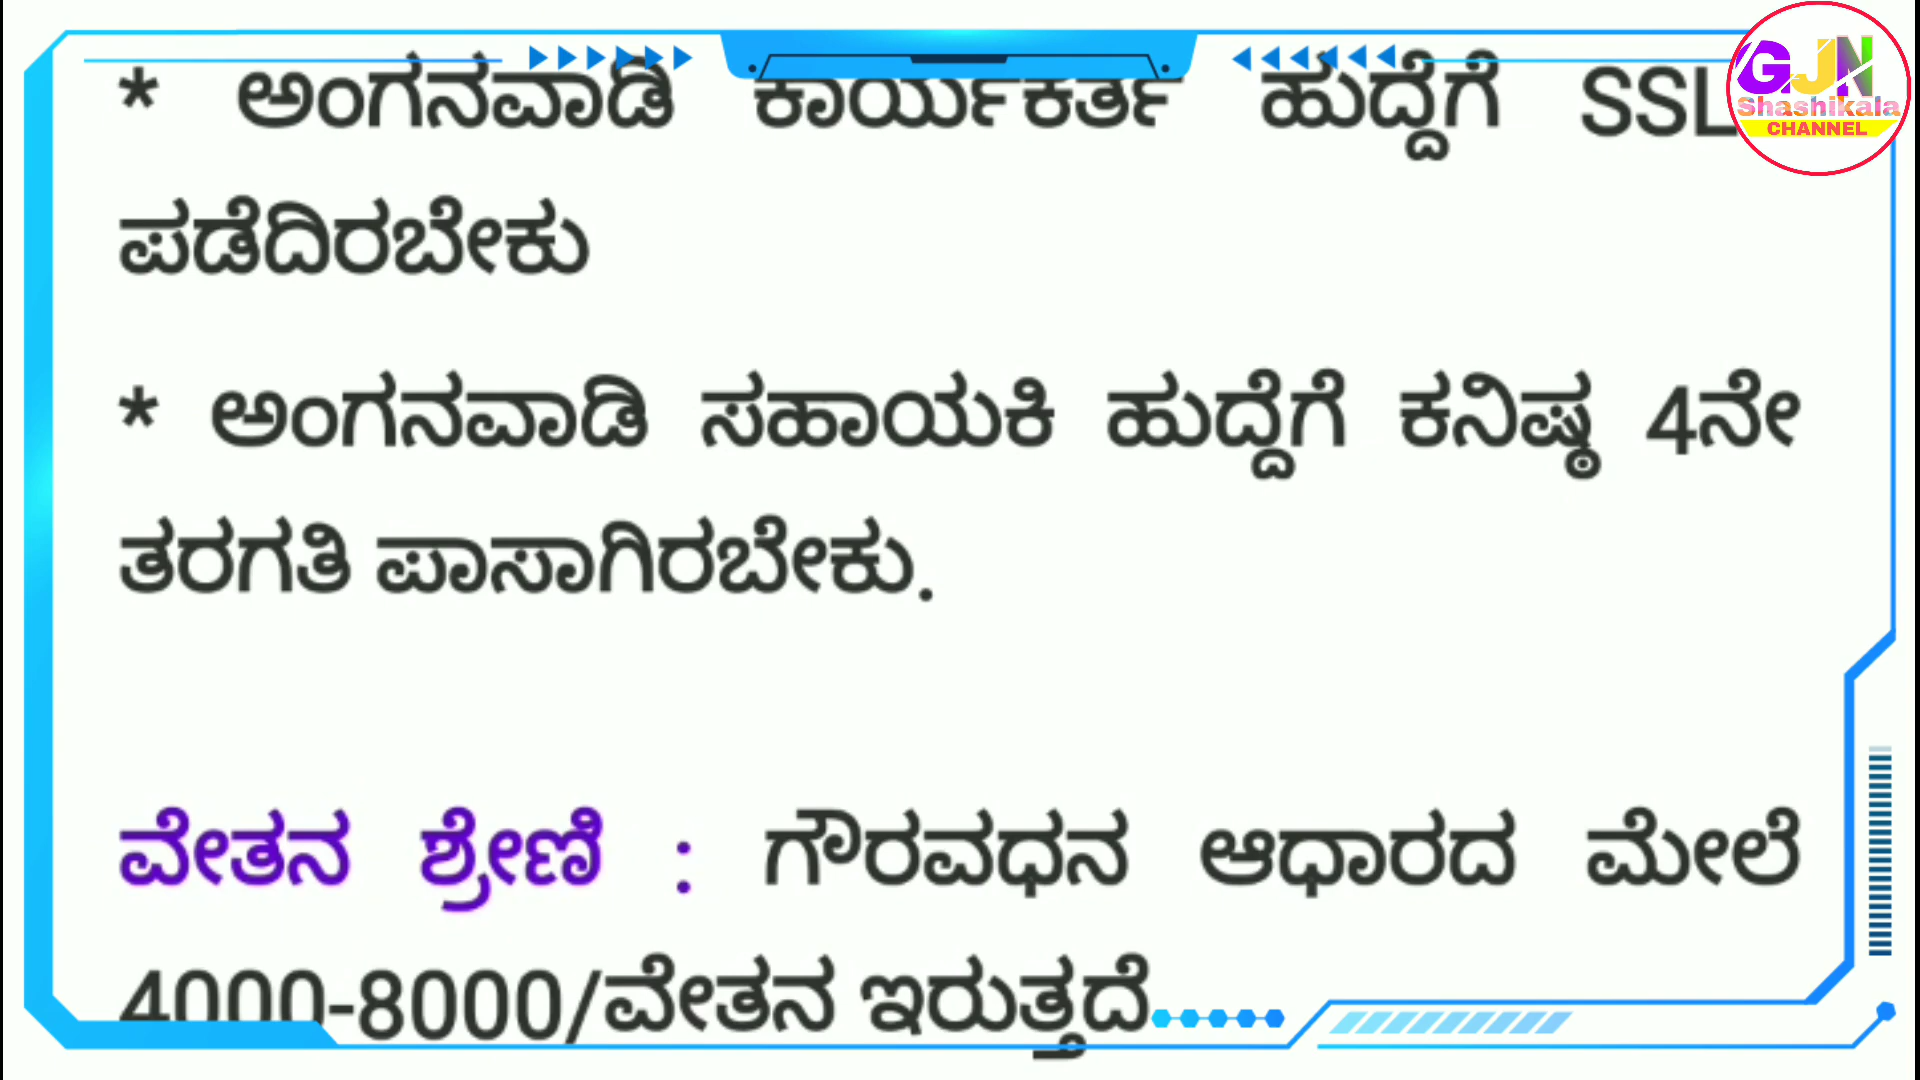 * ಅಂಗನವಾಡಿ ಕಾರ್ಯಕರ್ತೆ ಹುದ್ದೆಗೆ SSL
ಪಡೆದಿರಬೇಕು
* ಅಂಗನವಾಡಿ ಸಹಾಯಕಿ ಹುದ್ದೆಗೆ ಕನಿಷ್ಠ 4ನೇ
ತರಗತಿ ಪಾಸಾಗಿರಬೇಕು.
ವೇತನ ಶ್ರೇಣಿ : ಗೌರವಧನ ಆಧಾರದ ಮೇಲೆ
4000-8000/ವೇತನ ಇರುತ್ತದೆ
GJN
Shashikala
CHANNEL